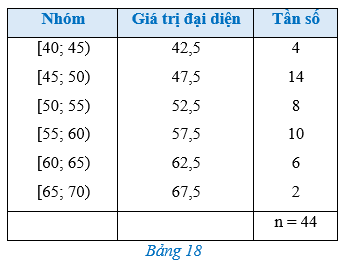 Nhóm Giá trị đại diện Tần số
[40; 45) 42,5 4
[45; 50) 47,5 14
[50; 55) 52,5 8
[55; 60) 57,5 10
[60; 65) 62,5 6
[65; 70) 67,5 2
n = 44
Bảng 18